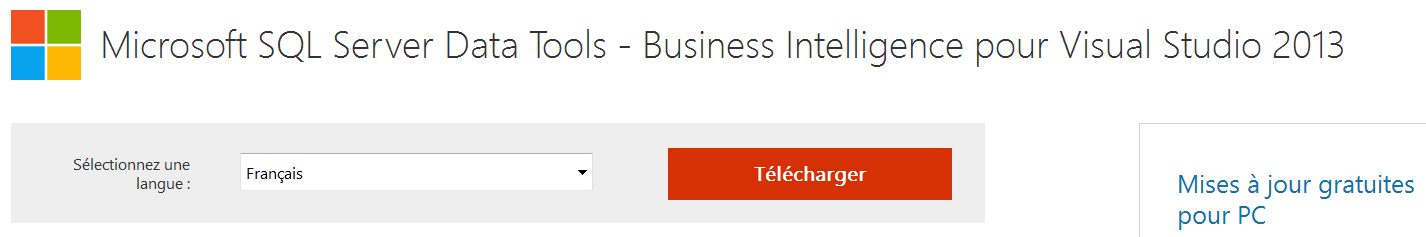 Microsoft SQL Server Data Tools - Business Intelligence pour Visual Studio 2013
Sélectionnez une
langue :
Français
Télécharger
Mises à jour gratuites
pour PC